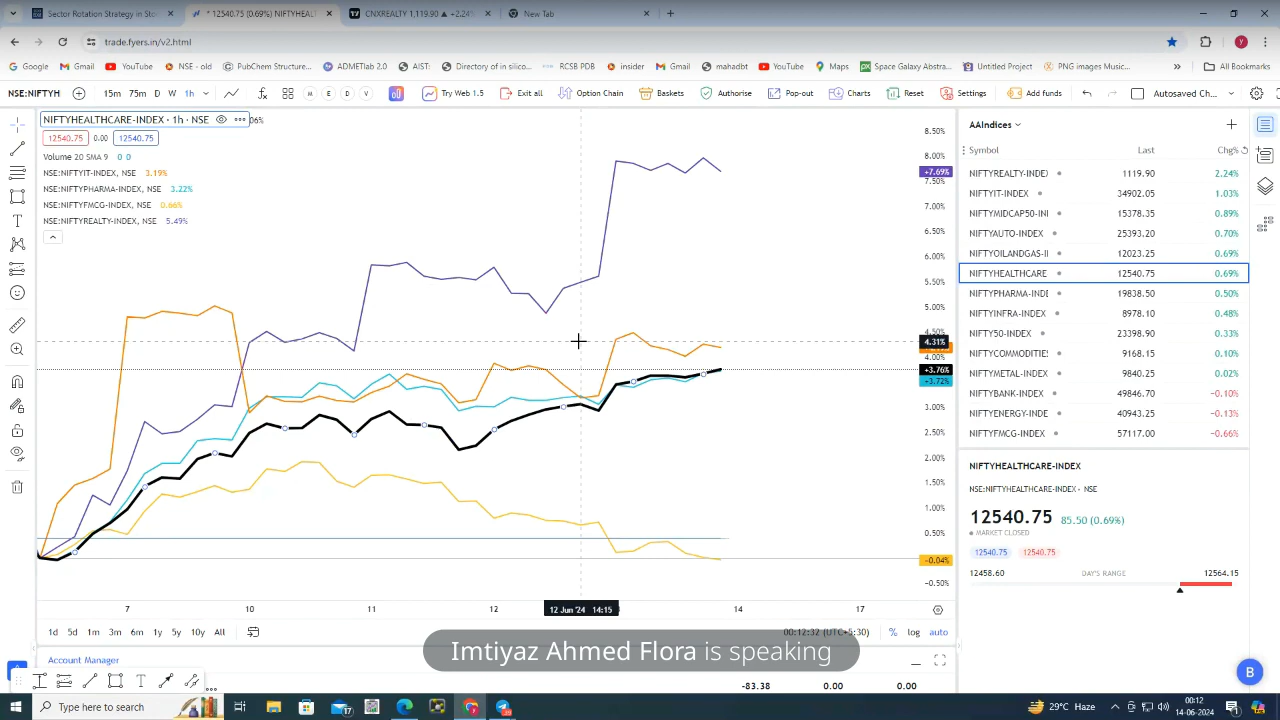 Sector Rotation Strategy in Stoc
* 12540.75 (0.69%) NIFTYHEALTHC
CNXREALTY 1,119.90 ▲ +2.24%
New Tab
trade.fyers.in/v2.html
Google
Gmail
YouTube
NSE - old
PubChem Structure...
ADMETlab 2.0
AISTi
Directory of in silico...
RCSB PDB
insider
Gmail
mahadbt
YouTube
Maps
Space Galaxy Abstra...
Untitled Project
PNG images Music...
All Bookmarks
NSE:NIFTYH
15m 75m D W 1h
M E D V
Try Web 1.5
Exit all
Option Chain
Baskets
Authorise
Pop-out
Charts
Reset
Settings
Add funds
Autosaved Ch...
NIFTYHEALTHCARE-INDEX · 1h · NSE
06%
12540.75 0.00 12540.75
Volume 20 SMA 9 0 0
NSE:NIFTYIT-INDEX, NSE 3.19%
NSE:NIFTYPHARMA-INDEX, NSE 3.22%
NSE:NIFTYFMCG-INDEX, NSE 0.66%
NSE:NIFTYREALTY-INDEX, NSE 5.49%
8.50%
8.00%
+7.69%
7.50%
7.00%
6.50%
6.00%
5.50%
5.00%
4.50%
4.31%
4.00%
+3.76%
+3.72%
3.00%
2.50%
2.00%
1.50%
1.00%
0.50%
-0.04%
-0.50%
7 10 11 12 14 17
12 Jun '24 14:15
1d 5d 1m 3m 6m 1y 5y 10y All
00:12:32 (UTC+5:30)
% log auto
Account Manager
-83.38 0.00 0.00
AAIndices
Symbol Last Chg%
NIFTYREALTY-INDEX 1119.90 2.24%
NIFTYIT-INDEX 34902.05 1.03%
NIFTYMIDCAP50-INI 15378.35 0.89%
NIFTYAUTO-INDEX 25393.20 0.70%
NIFTYOILANDGAS-II 12023.25 0.69%
NIFTYHEALTHCARE 12540.75 0.69%
NIFTYPHARMA-INDE 19838.50 0.50%
NIFTYINFRA-INDEX 8978.10 0.48%
NIFTY50-INDEX 23398.90 0.33%
NIFTYCOMMODITIES 9168.15 0.10%
NIFTYMETAL-INDEX 9840.25 0.02%
NIFTYBANK-INDEX 49846.70 -0.10%
NIFTYENERGY-INDE 40943.25 -0.13%
NIFTYFMCG-INDEX 57117.00 -0.66%
NIFTYHEALTHCARE-INDEX
NSE:NIFTYHEALTHCARE-INDEX · NSE
12540.75 85.50 (0.69%)
MARKET CLOSED
12540.75 12540.75
12458.60 DAY'S RANGE 12564.15
B
Imtiyaz Ahmed Flora is speaking
Type here to search
29°C Haze
00:12
14-06-2024